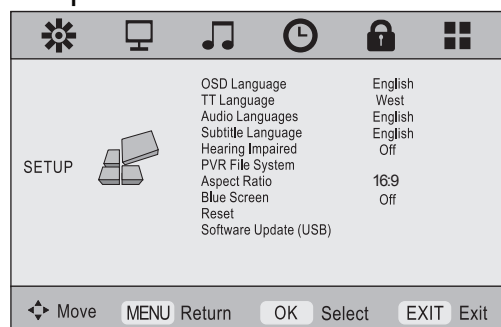 OSD Language English
TT Language West
Audio Languages English
Subtitle Language English
Hearing Impaired Off
PVR File System
Aspect Ratio 16:9
Blue Screen Off
Reset
Software Update (USB)
SETUP
Move MENU Return OK Select EXIT Exit